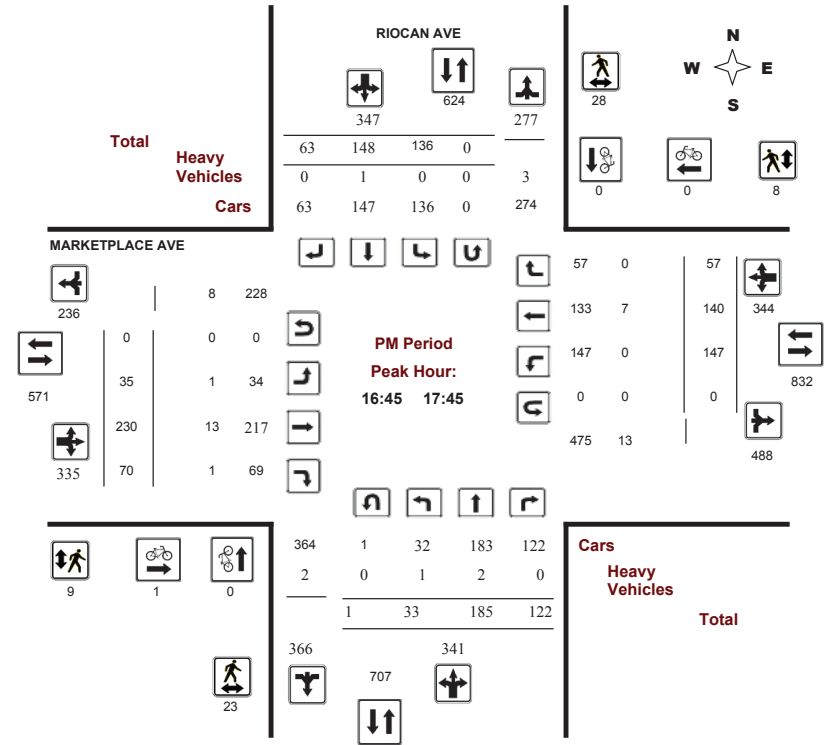 RIOCAN AVE
N
W E
S
624
28
347 277
Total 63 148 136 0
Heavy
Vehicles 0 1 0 0 3
Cars 63 147 136 0 274
0 0 8
MARKETPLACE AVE
236 8 228
57 0 57
0 0 0
133 7 140 344
571
PM Period
Peak Hour:
16:45 17:45
35 1 34
147 0 147
832
230 13 217
0 0 0
335 70 1 69
475 13
488
364 1 32 183 122 Cars
2 0 1 2 0 Heavy
Vehicles
1 33 185 122 Total
9 1 0
366 341
707
23